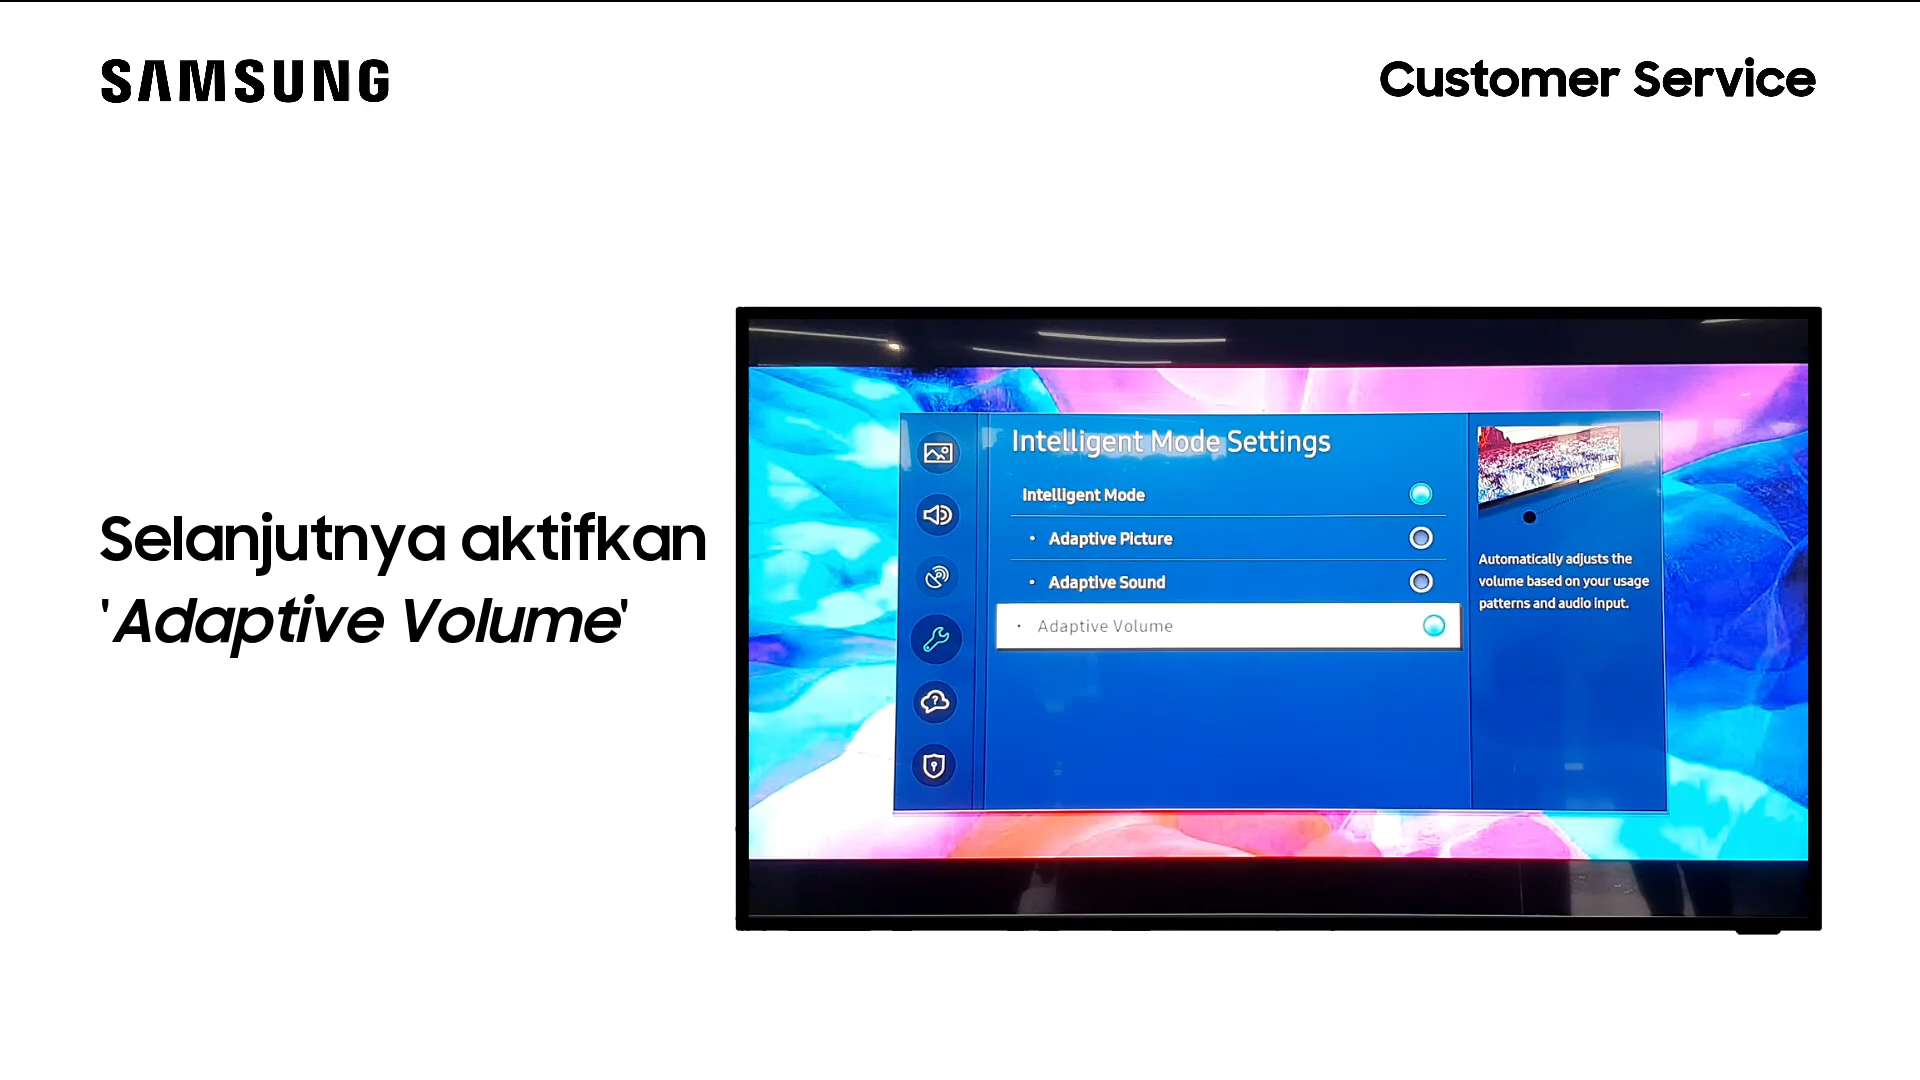 SAMSUNG
Customer Service
Selanjutnya aktifkan
'Adaptive Volume'
Intelligent Mode Settings
Intelligent Mode
• Adaptive Picture
• Adaptive Sound
• Adaptive Volume
Automatically adjusts the
volume based on your usage
patterns and audio input.